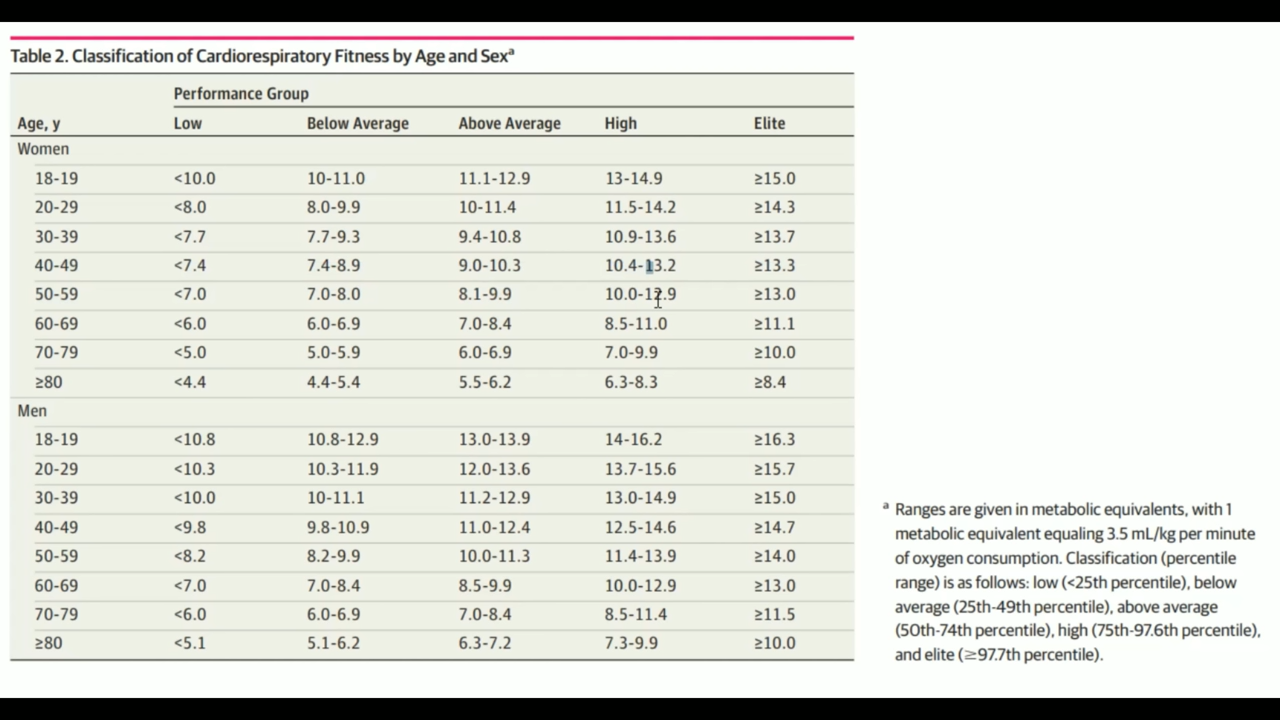 Table 2. Classification of Cardiorespiratory Fitness by Age and Sexᵃ
Performance Group
Age, y Low Below Average Above Average High Elite
Women
18-19 <10.0 10-11.0 11.1-12.9 13-14.9 ≥15.0
20-29 <8.0 8.0-9.9 10-11.4 11.5-14.2 ≥14.3
30-39 <7.7 7.7-9.3 9.4-10.8 10.9-13.6 ≥13.7
40-49 <7.4 7.4-8.9 9.0-10.3 10.4-13.2 ≥13.3
50-59 <7.0 7.0-8.0 8.1-9.9 10.0-12.9 ≥13.0
60-69 <6.0 6.0-6.9 7.0-8.4 8.5-11.0 ≥11.1
70-79 <5.0 5.0-5.9 6.0-6.9 7.0-9.9 ≥10.0
≥80 <4.4 4.4-5.4 5.5-6.2 6.3-8.3 ≥8.4
Men
18-19 <10.8 10.8-12.9 13.0-13.9 14-16.2 ≥16.3
20-29 <10.3 10.3-11.9 12.0-13.6 13.7-15.6 ≥15.7
30-39 <10.0 10-11.1 11.2-12.9 13.0-14.9 ≥15.0
40-49 <9.8 9.8-10.9 11.0-12.4 12.5-14.6 ≥14.7
50-59 <8.2 8.2-9.9 10.0-11.3 11.4-13.9 ≥14.0
60-69 <7.0 7.0-8.4 8.5-9.9 10.0-12.9 ≥13.0
70-79 <6.0 6.0-6.9 7.0-8.4 8.5-11.4 ≥11.5
≥80 <5.1 5.1-6.2 6.3-7.2 7.3-9.9 ≥10.0
ᵃ Ranges are given in metabolic equivalents, with 1
metabolic equivalent equaling 3.5 mL/kg per minute
of oxygen consumption. Classification (percentile
range) is as follows: low (<25th percentile), below
average (25th-49th percentile), above average
(50th-74th percentile), high (75th-97.6th percentile),
and elite (≥97.7th percentile).